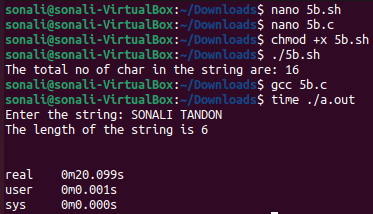 sonali@sonali-VirtualBox:~/Downloads$ nano 5b.sh
sonali@sonali-VirtualBox:~/Downloads$ nano 5b.c
sonali@sonali-VirtualBox:~/Downloads$ chmod +x 5b.sh
sonali@sonali-VirtualBox:~/Downloads$ ./5b.sh
The total no of char in the string are: 16
sonali@sonali-VirtualBox:~/Downloads$ gcc 5b.c
sonali@sonali-VirtualBox:~/Downloads$ time ./a.out
Enter the string: SONALI TANDON
The length of the string is 6
real 0m20.099s
user 0m0.001s
sys 0m0.000s